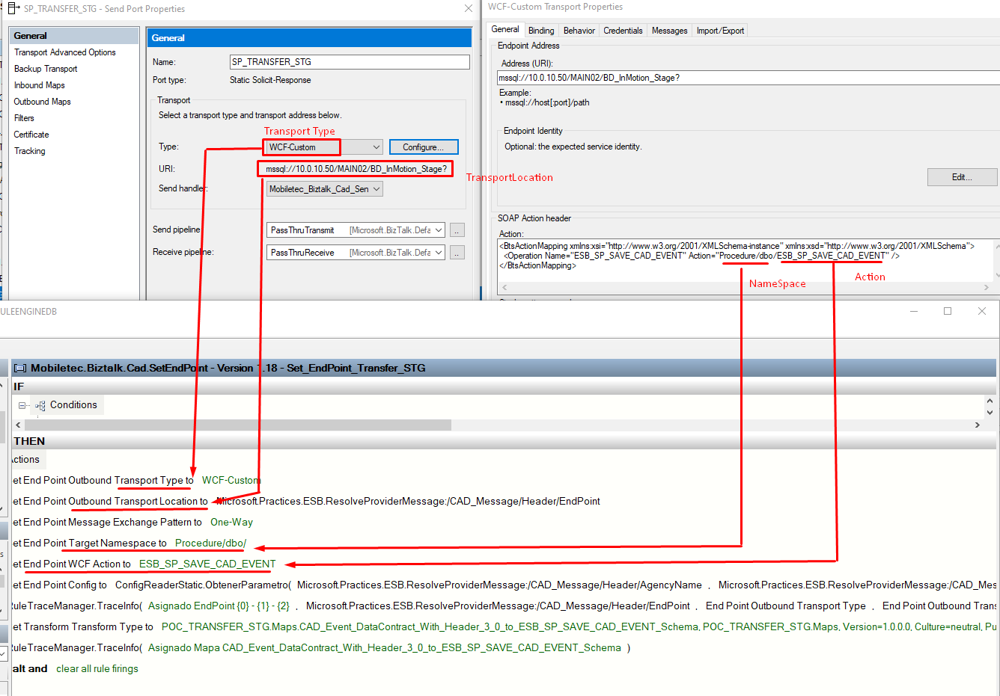 SP_TRANSFER_STG - Send Port Properties
General
Transport Advanced Options
Backup Transport
Inbound Maps
Outbound Maps
Filters
Certificate
Tracking
General
Name: SP_TRANSFER_STG
Port type: Static Solicit-Response
Transport
Select a transport type and transport address below.
Transport Type
Type: WCF-Custom Configure...
URI: mssql://10.0.10.50/MAIN02/BD_InMotion_Stage?
TransportLocation
Send handler: Mobiletec_Biztalk_Cad_Sen
Send pipeline: PassThruTransmit [Microsoft.BizTalk.Defa ..
Receive pipeline: PassThruReceive [Microsoft.BizTalk.Defa ..
WCF-Custom Transport Properties
General Binding Behavior Credentials Messages Import/Export
Endpoint Address
Address (URI):
mssql://10.0.10.50/MAIN02/BD_InMotion_Stage?
Example:
• mssql://host[:port]/path
Endpoint Identity
Optional: the expected service identity.
Edit...
SOAP Action header
Action:
<BtsActionMapping xmlns:xsi="http://www.w3.org/2001/XMLSchema-instance" xmlns:xsd="http://www.w3.org/2001/XMLSchema">
<Operation Name="ESB_SP_SAVE_CAD_EVENT" Action="Procedure/dbo/ESB_SP_SAVE_CAD_EVENT" />
</BtsActionMapping>
NameSpace
Action
ULEENGINEDB
Mobiletec.Biztalk.Cad.SetEndPoint - Version 1.18 - Set_EndPoint_Transfer_STG
IF
Conditions
THEN
Actions
et End Point Outbound Transport Type to WCF-Custom
et End Point Outbound Transport Location to Microsoft.Practices.ESB.ResolveProviderMessage:/CAD_Message/Header/EndPoint
et End Point Message Exchange Pattern to One-Way
et End Point Target Namespace to Procedure/dbo/
et End Point WCF Action to ESB_SP_SAVE_CAD_EVENT
et End Point Config to ConfigReaderStatic.ObtenerParametro( Microsoft.Practices.ESB.ResolveProviderMessage:/CAD_Message/Header/AgencyName , Microsoft.Practices.ESB.ResolveProviderMessage:/CAD_Mes
RuleTraceManager.TraceInfo( Asignado EndPoint {0} - {1} - {2} , Microsoft.Practices.ESB.ResolveProviderMessage:/CAD_Message/Header/EndPoint , End Point Outbound Transport Type , End Point Outbound Trans
et Transform Transform Type to POC_TRANSFER_STG.Maps.CAD_Event_DataContract_With_Header_3_0_to_ESB_SP_SAVE_CAD_EVENT_Schema, POC_TRANSFER_STG.Maps, Version=1.0.0.0, Culture=neutral, Pu
RuleTraceManager.TraceInfo( Asignado Mapa CAD_Event_DataContract_With_Header_3_0_to_ESB_SP_SAVE_CAD_EVENT_Schema )
alt and clear all rule firings